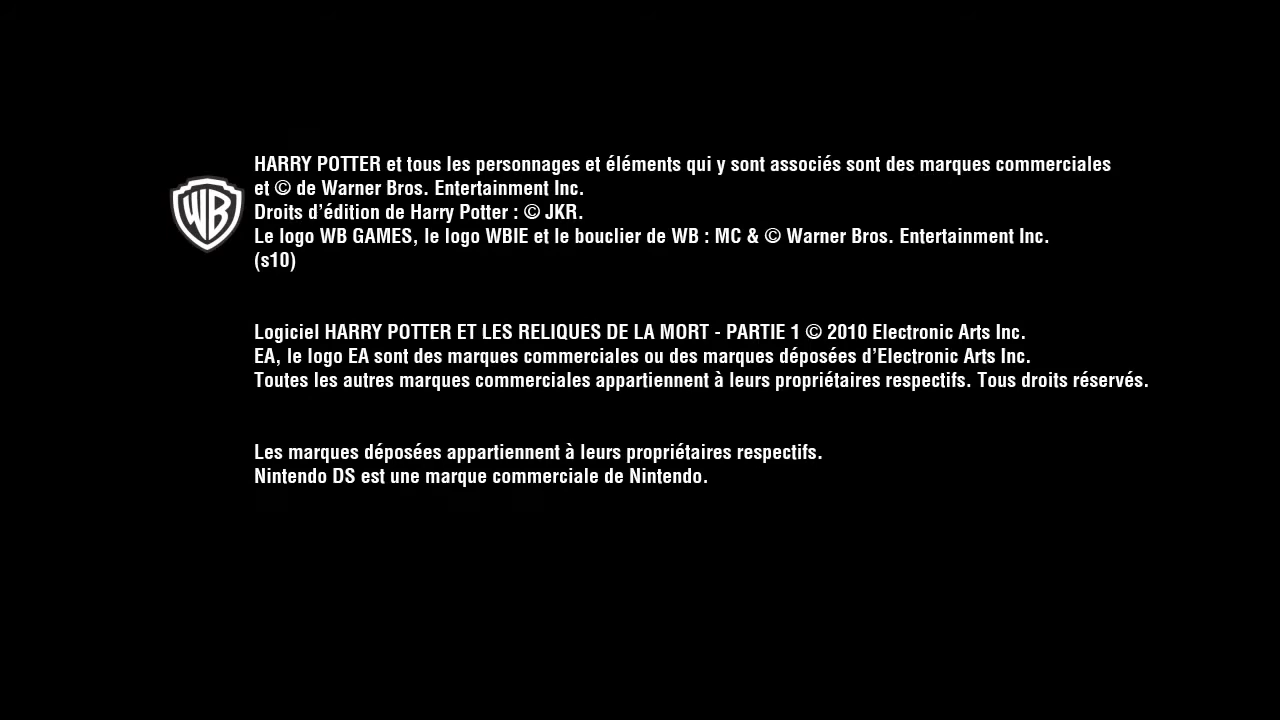 HARRY POTTER et tous les personnages et éléments qui y sont associés sont des marques commerciales
et © de Warner Bros. Entertainment Inc.
Droits d’édition de Harry Potter : © JKR.
Le logo WB GAMES, le logo WBIE et le bouclier de WB : MC & © Warner Bros. Entertainment Inc.
(s10)
WB
Logiciel HARRY POTTER ET LES RELIQUES DE LA MORT - PARTIE 1 © 2010 Electronic Arts Inc.
EA, le logo EA sont des marques commerciales ou des marques déposées d’Electronic Arts Inc.
Toutes les autres marques commerciales appartiennent à leurs propriétaires respectifs. Tous droits réservés.
Les marques déposées appartiennent à leurs propriétaires respectifs.
Nintendo DS est une marque commerciale de Nintendo.